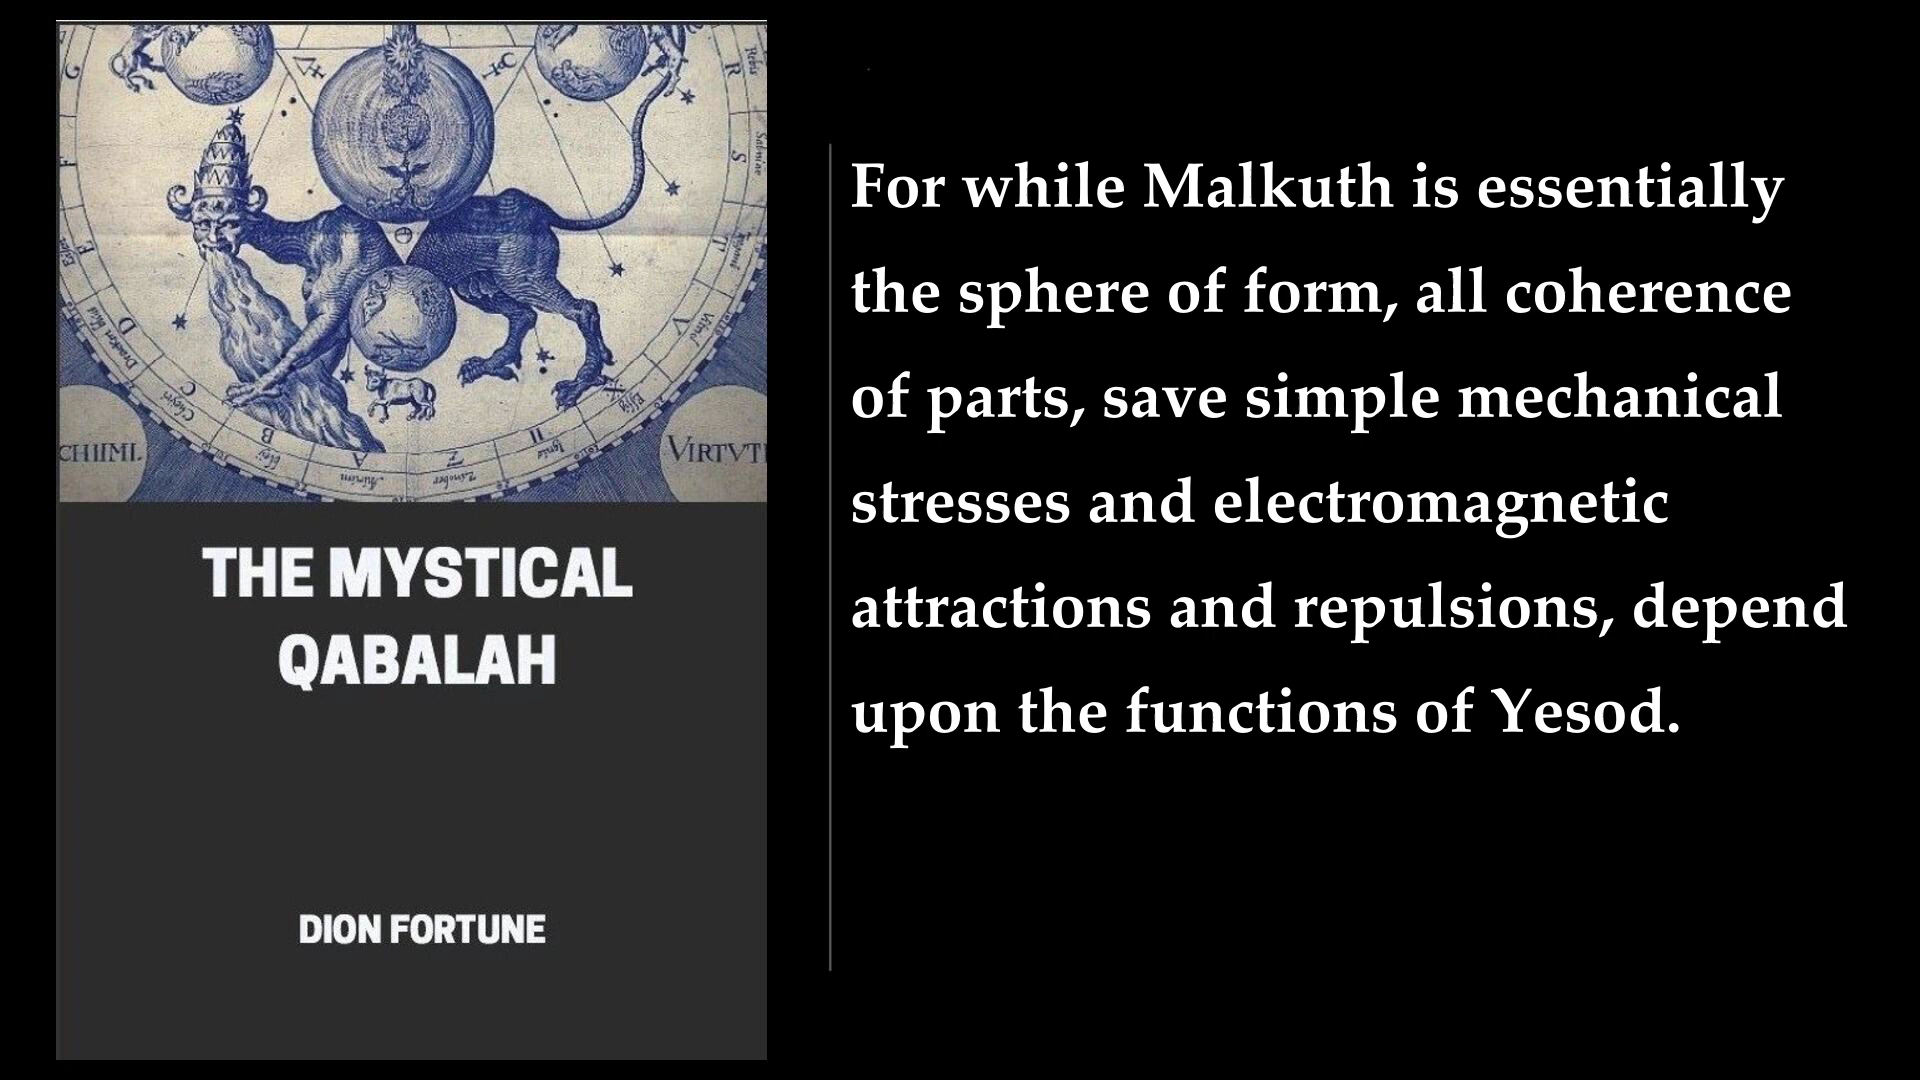 CHIIMI.
VIRTVTI
THE MYSTICAL
QABALAH
DION FORTUNE
For while Malkuth is essentially
the sphere of form, all coherence
of parts, save simple mechanical
stresses and electromagnetic
attractions and repulsions, depend
upon the functions of Yesod.